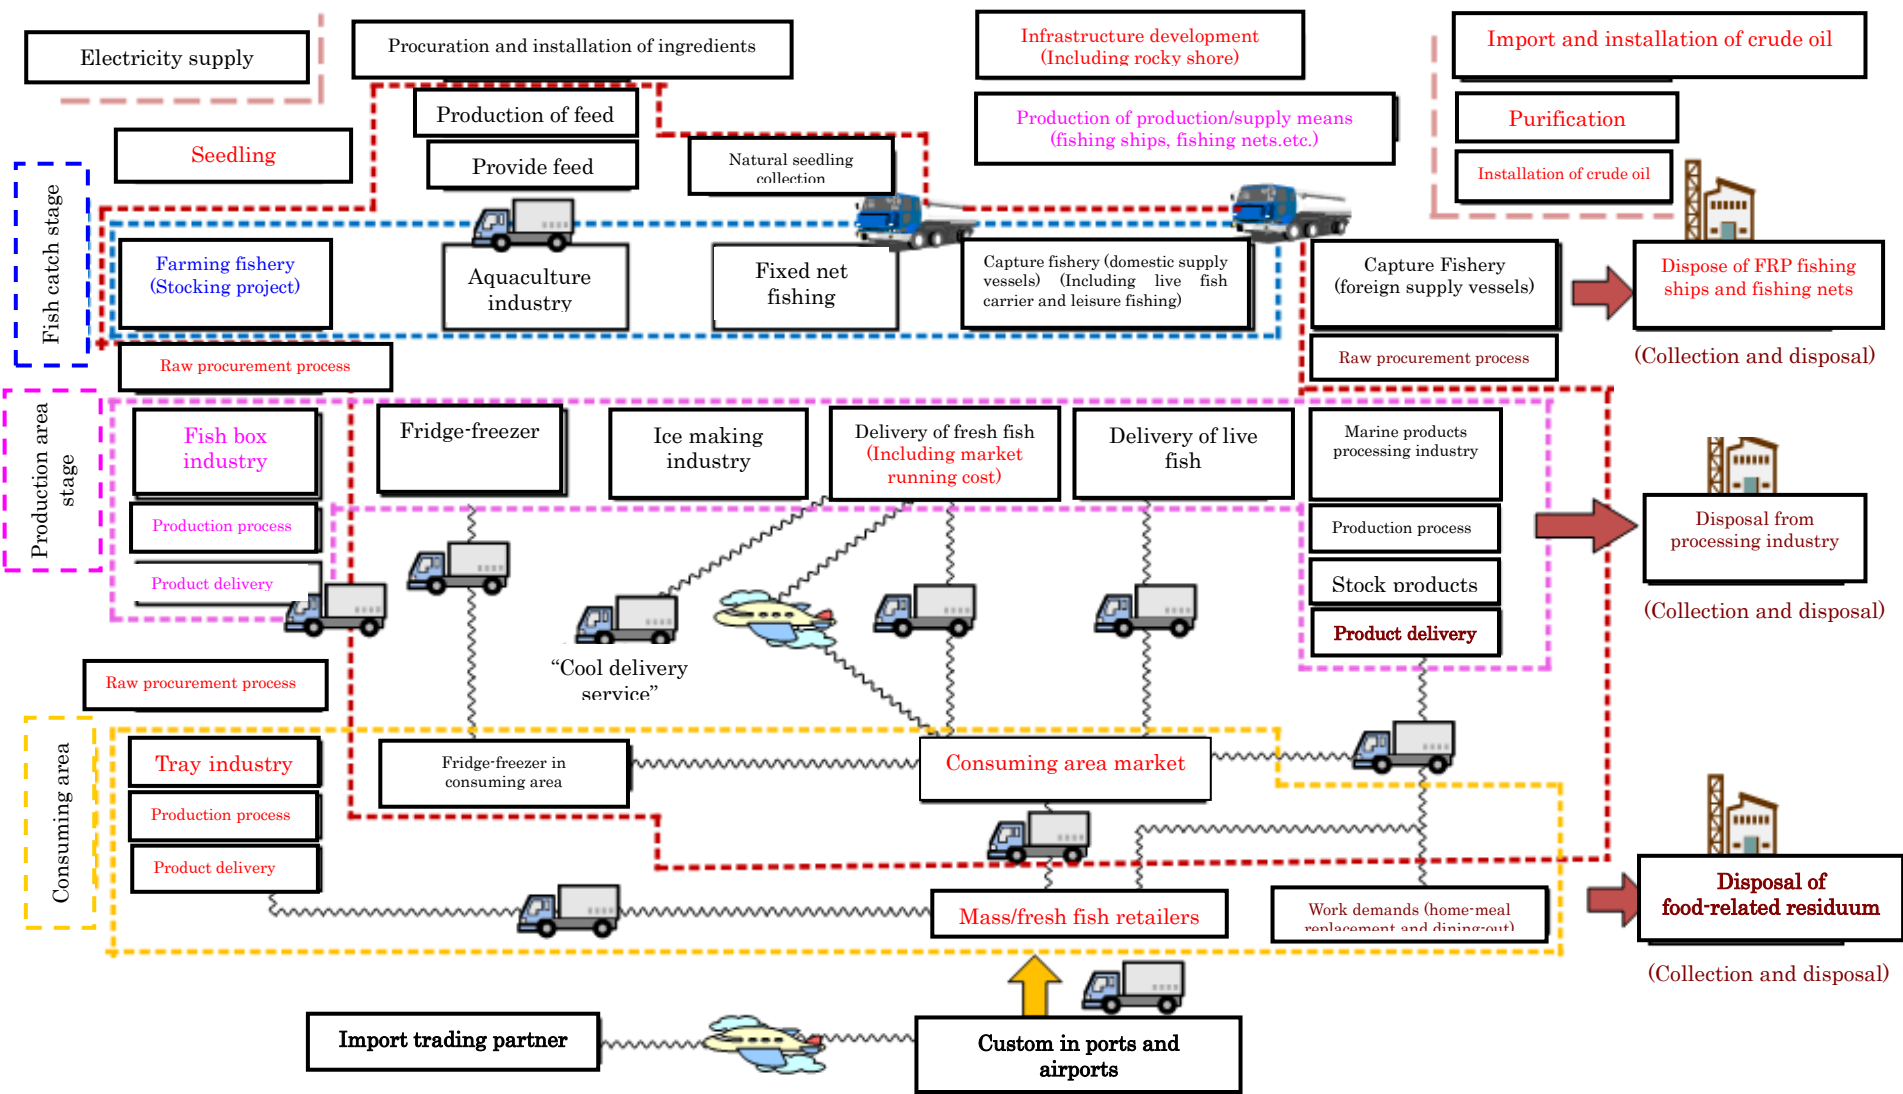 Electricity supply
Procuration and installation of ingredients
Infrastructure development
(Including rocky shore)
Import and installation of crude oil
Production of feed
Production of production/supply means
(fishing ships, fishing nets.etc.)
Purification
Seedling
Provide feed
Natural seedling
collection
Installation of crude oil
Fish catch stage
Farming fishery
(Stocking project)
Aquaculture
industry
Fixed net
fishing
Capture fishery (domestic supply
vessels) (Including live fish
carrier and leisure fishing)
Capture Fishery
(foreign supply vessels)
Dispose of FRP fishing
ships and fishing nets
(Collection and disposal)
Raw procurement process
Raw procurement process
Production area
stage
Fish box
industry
Fridge-freezer
Ice making
industry
Delivery of fresh fish
(Including market
running cost)
Delivery of live
fish
Marine products
processing industry
Production process
Production process
Disposal from
processing industry
(Collection and disposal)
Product delivery
Stock products
Product delivery
“Cool delivery
service”
Raw procurement process
Consuming area
Tray industry
Fridge-freezer in
consuming area
Consuming area market
Production process
Product delivery
Mass/fresh fish retailers
Work demands (home-meal
replacement and dining-out)
Disposal of
food-related residuum
(Collection and disposal)
Import trading partner
Custom in ports and
airports